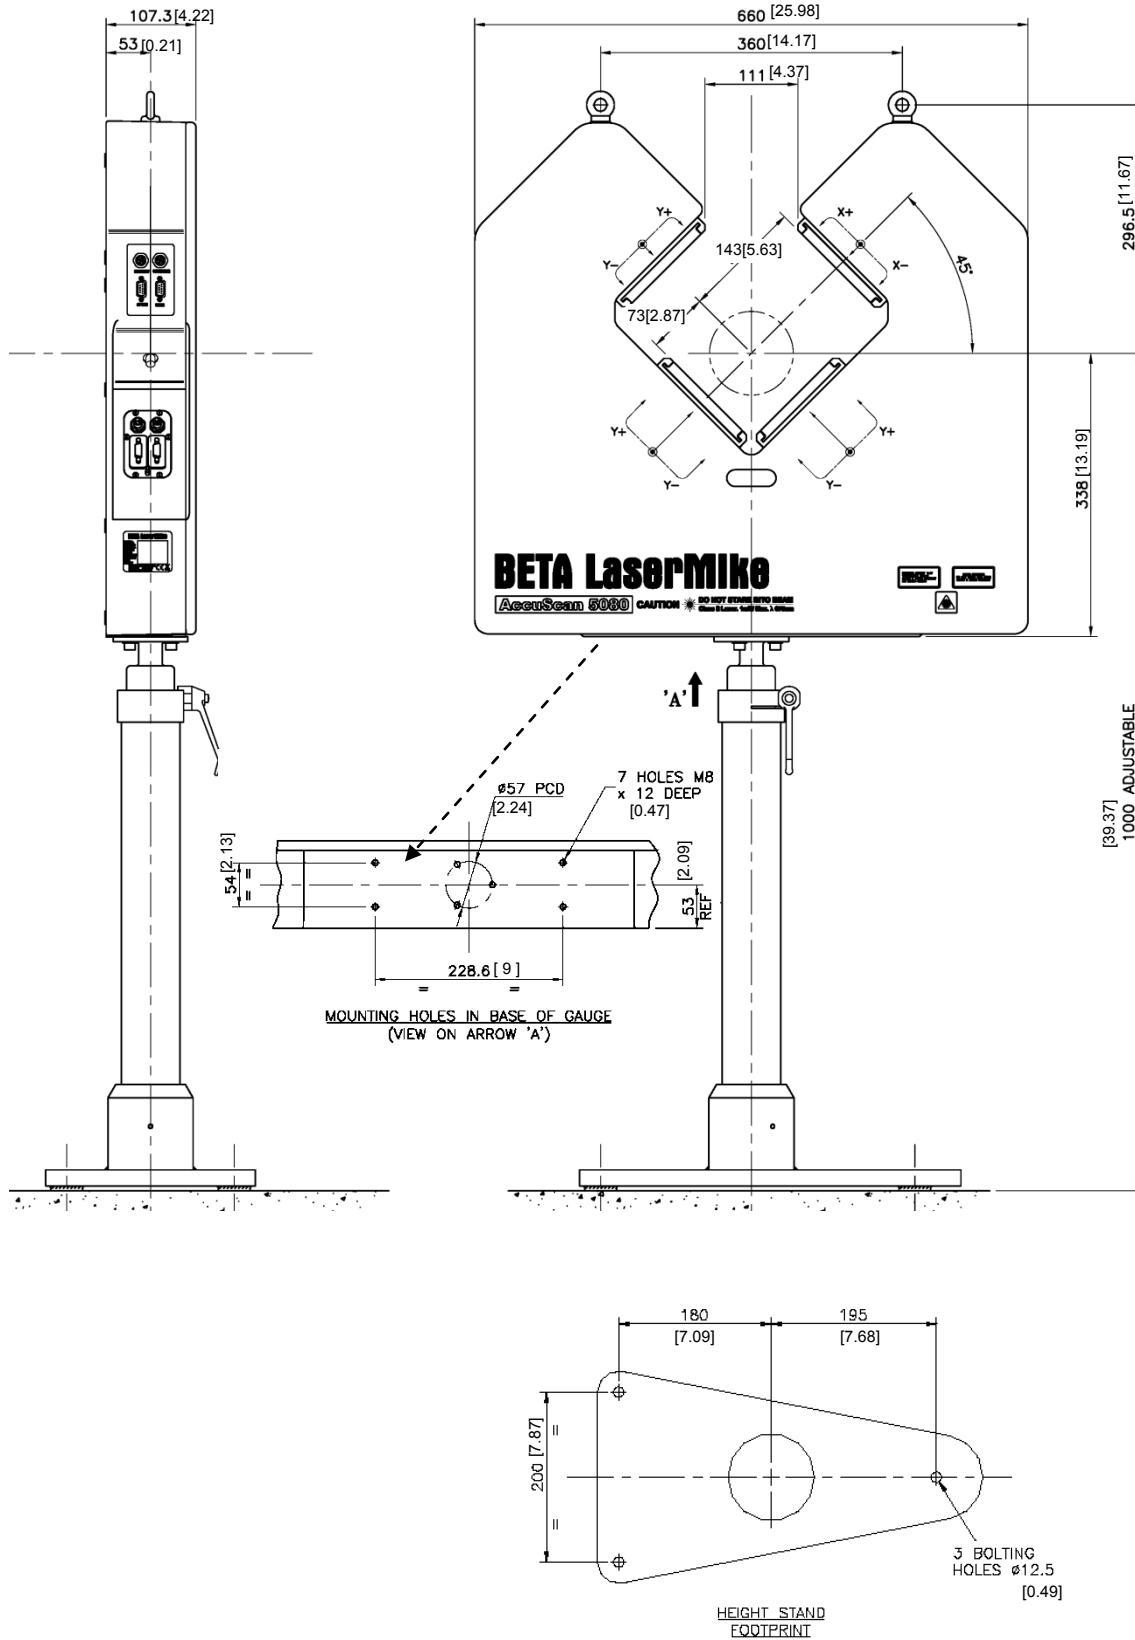 107.3 [4.22]
53 [0.21]
660 [25.98]
360 [14.17]
111 [4.37]
296.5 [11.67]
Y+
Y-
X+
X-
143[5.63]
45°
73[2.87]
Y+
Y-
Y+
Y-
338 [13.19]
BETA LaserMike
AccuScan 5080 CAUTION DO NOT STARE INTO BEAM
'A'
1000 ADJUSTABLE
[39.37]
ø57 PCD
[2.24]
7 HOLES M8
x 12 DEEP
[0.47]
54 [2.13]
=
=
[2.09]
53
REF
228.6 [ 9 ]
= =
MOUNTING HOLES IN BASE OF GAUGE
(VIEW ON ARROW 'A')
180
[7.09]
195
[7.68]
200 [7.87]
=
=
3 BOLTING
HOLES ø12.5
[0.49]
HEIGHT STAND
FOOTPRINT